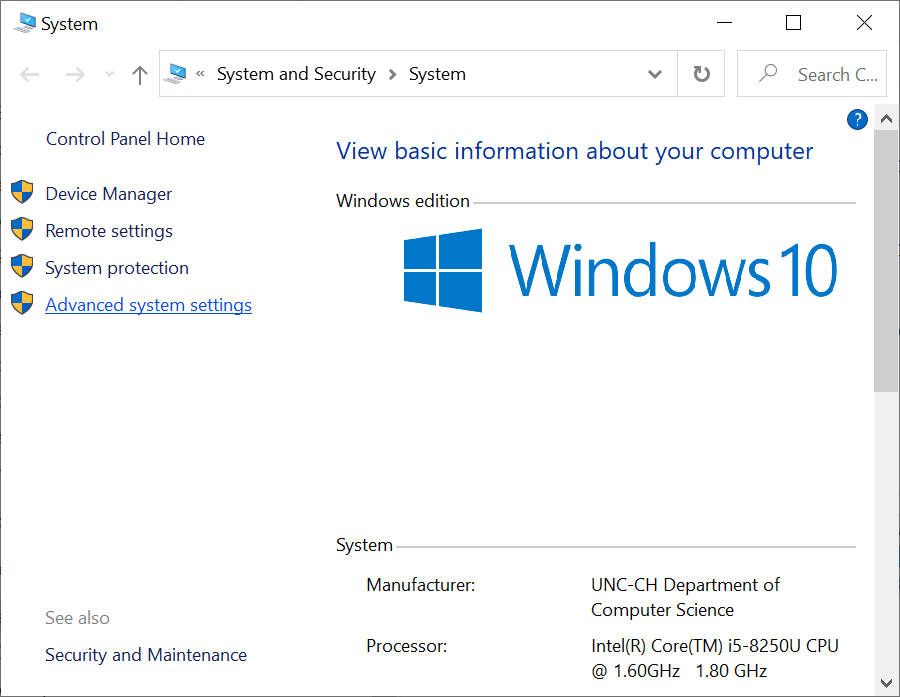 System
« System and Security > System
Search C...
Control Panel Home
Device Manager
Remote settings
System protection
Advanced system settings
See also
Security and Maintenance
?
View basic information about your computer
Windows edition
Windows 10
System
Manufacturer: UNC-CH Department of
Computer Science
Processor: Intel(R) Core(TM) i5-8250U CPU
@ 1.60GHz 1.80 GHz